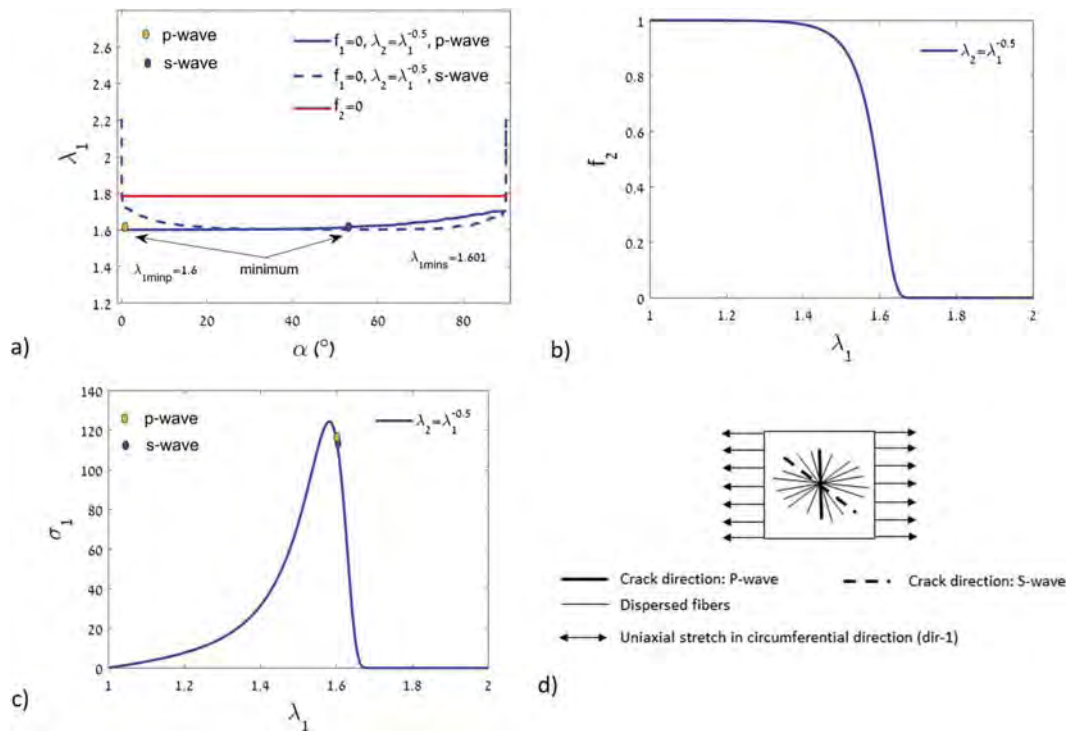 2.6
2.4
2.2
2
1.8
1.6
1.4
1.2
λ₁
p-wave
s-wave
f₁=0, λ₂=λ₁^-0.5, p-wave
f₁=0, λ₂=λ₁^-0.5, s-wave
f₂=0
λ₁minp=1.6
minimum
λ₁mins=1.601
0 20 40 60 80
α (°)
a)
1
0.8
0.6
0.4
0.2
0
f₂
λ₂=λ₁^-0.5
1 1.2 1.4 1.6 1.8 2
λ₁
b)
140
120
100
80
60
40
20
0
σ₁
p-wave
s-wave
λ₂=λ₁^-0.5
1 1.2 1.4 1.6 1.8 2
λ₁
c)
Crack direction: P-wave
Crack direction: S-wave
Dispersed fibers
Uniaxial stretch in circumferential direction (dir-1)
d)